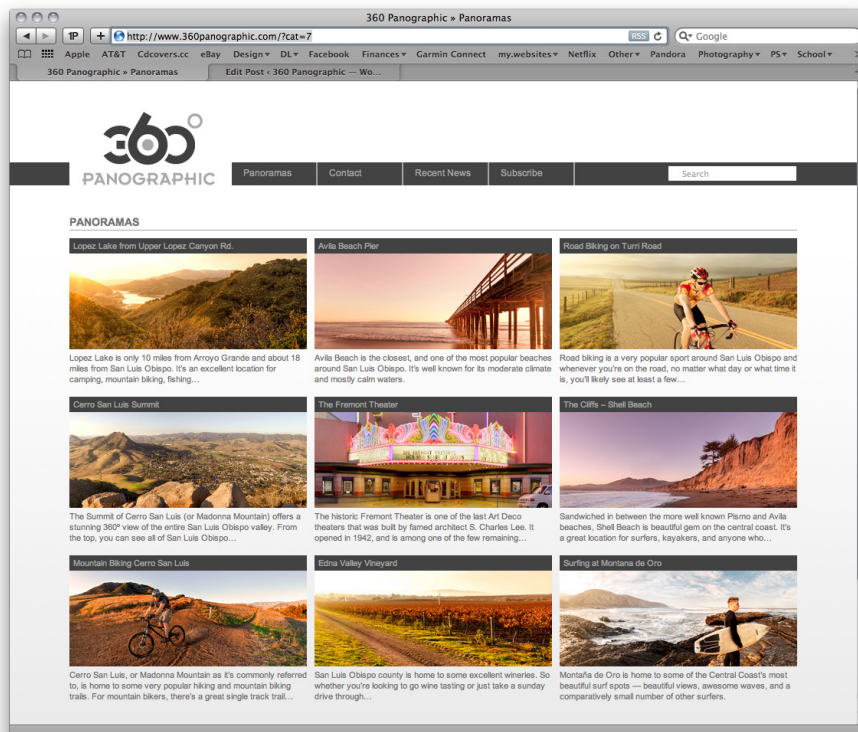 360 Panographic » Panoramas
1P
+
http://www.360panographic.com/?cat=7
RSS
Google
Apple AT&T Cdcovers.cc eBay Design DL Facebook Finances Garmin Connect my.websites Netflix Other Pandora Photography PS School
360 Panographic » Panoramas
Edit Post ‹ 360 Panographic — Wo...
360°
PANOGRAPHIC
Panoramas
Contact
Recent News
Subscribe
Search
PANORAMAS
Lopez Lake from Upper Lopez Canyon Rd.
Lopez Lake is only 10 miles from Arroyo Grande and about 18
miles from San Luis Obispo. It's an excellent location for
camping, mountain biking, fishing...
Avila Beach Pier
Avila Beach is the closest, and one of the most popular beaches
around San Luis Obispo. It's well known for its moderate climate
and mostly calm waters.
Road Biking on Turri Road
Road biking is a very popular sport around San Luis Obispo and
whenever you're on the road, no matter what day or what time it
is, you'll likely see at least a few...
Cerro San Luis Summit
The Summit of Cerro San Luis (or Madonna Mountain) offers a
stunning 360º view of the entire San Luis Obispo valley. From
the top, you can see all of San Luis Obispo...
The Fremont Theater
The historic Fremont Theater is one of the last Art Deco
theaters that was built by famed architect S. Charles Lee. It
opened in 1942, and is among one of the few remaining...
The Cliffs – Shell Beach
Sandwiched in between the more well known Pismo and Avila
beaches, Shell Beach is beautiful gem on the central coast. It's
a great location for surfers, kayakers, and anyone who...
Mountain Biking Cerro San Luis
Cerro San Luis, or Madonna Mountain as it's commonly referred
to, is home to some very popular hiking and mountain biking
trails. For mountain bikers, there's a great single track trail...
Edna Valley Vineyard
San Luis Obispo county is home to some excellent wineries. So
whether you're looking to go wine tasting or just take a sunday
drive through...
Surfing at Montana de Oro
Montaña de Oro is home to some of the Central Coast's most
beautiful surf spots — beautiful views, awesome waves, and a
comparatively small number of other surfers.